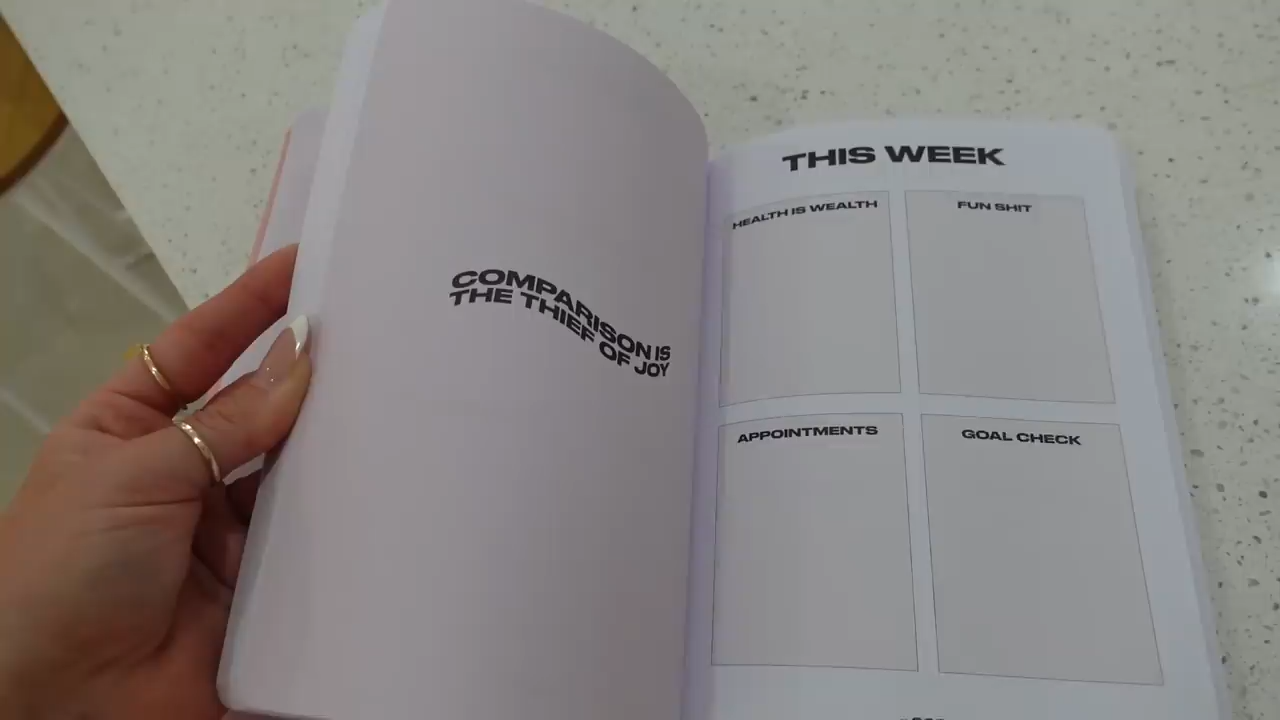 COMPARISON IS
THE THIEF OF JOY
THIS WEEK
HEALTH IS WEALTH
FUN SHIT
APPOINTMENTS
GOAL CHECK